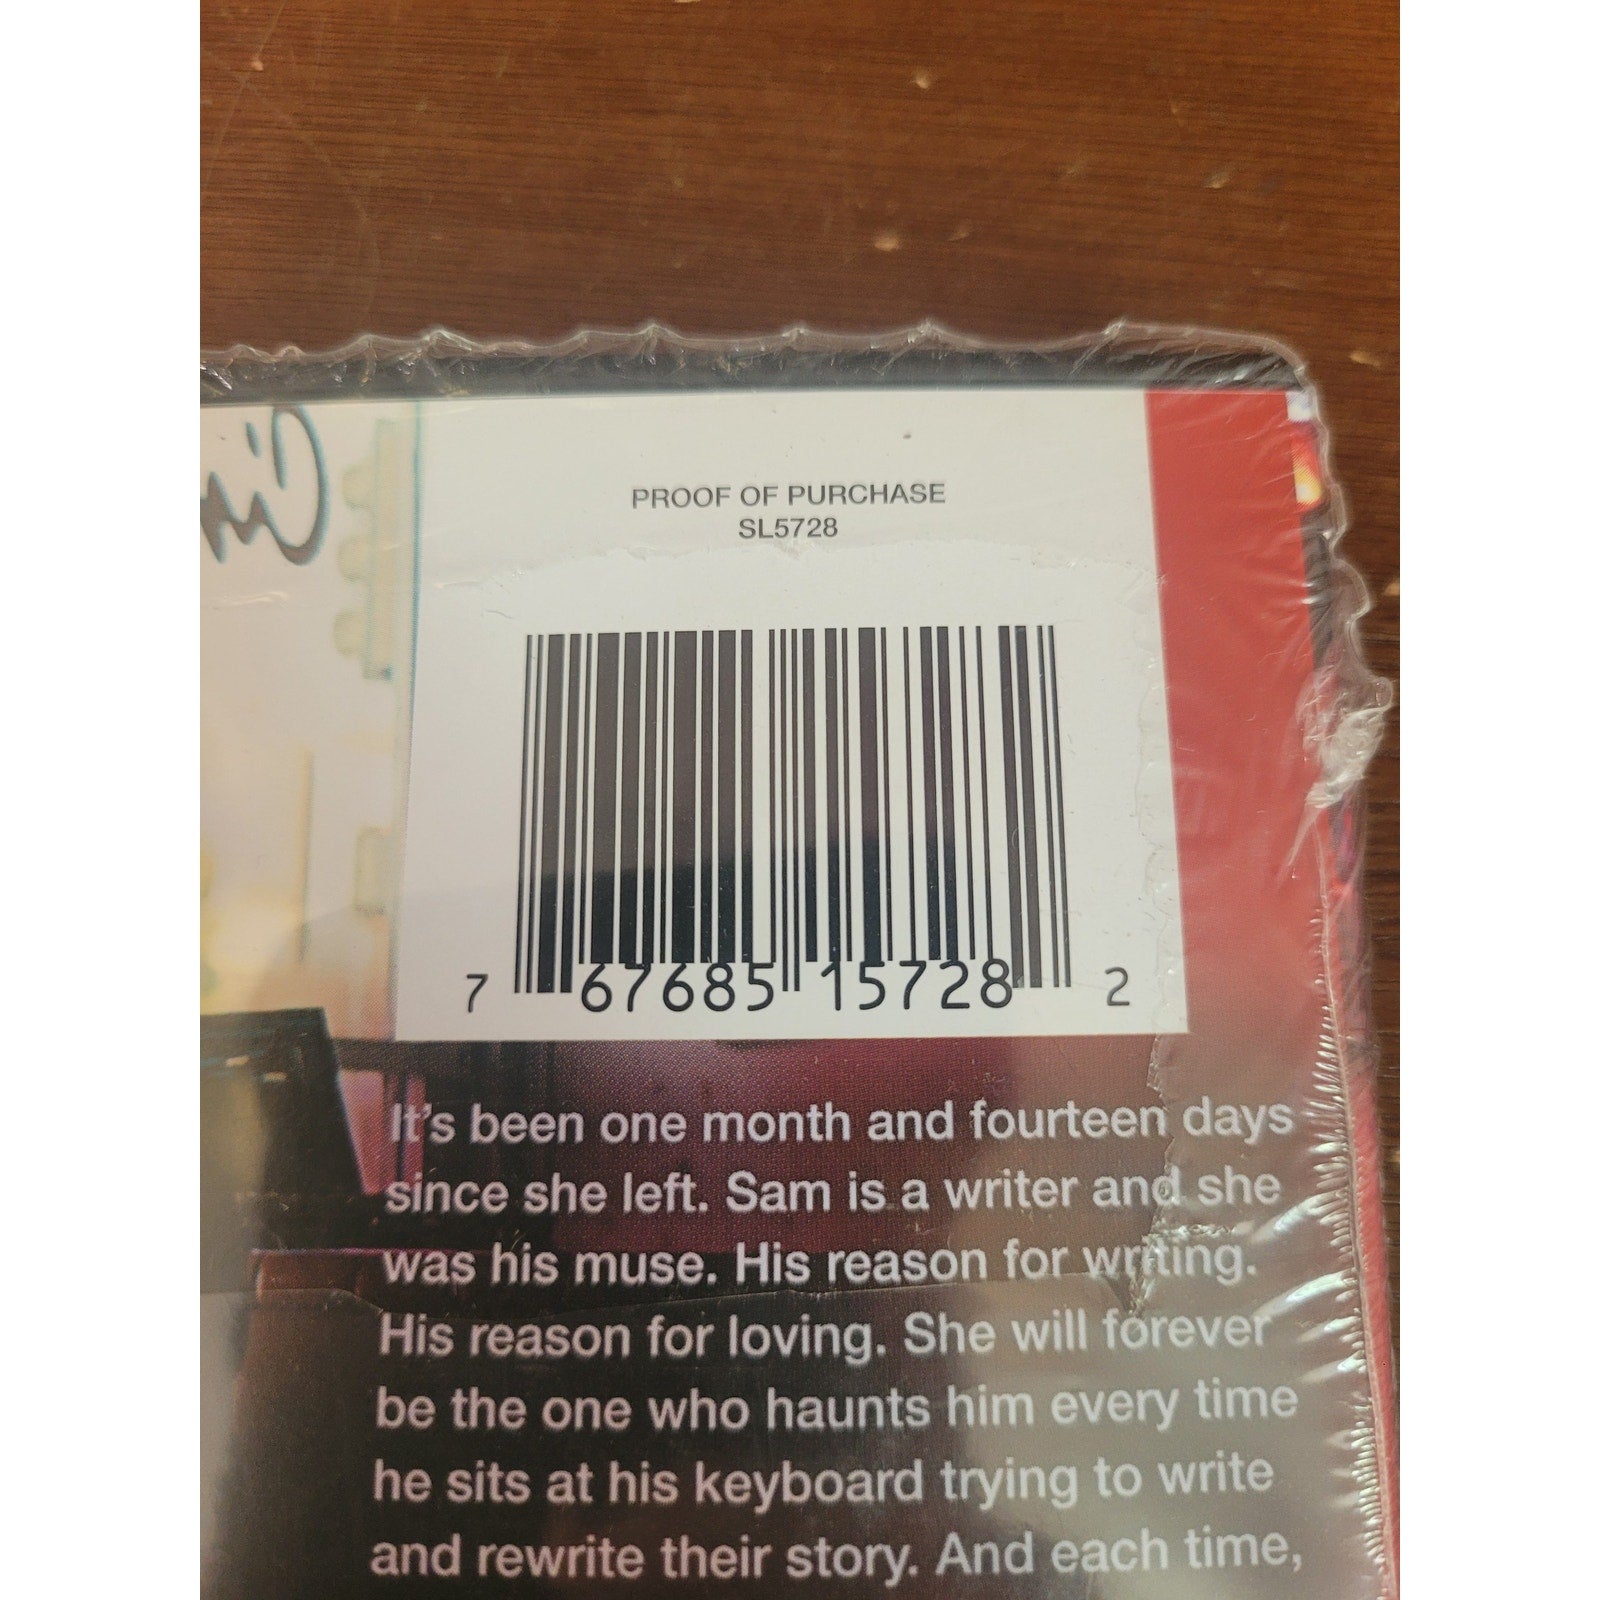 PROOF OF PURCHASE
SL5728
7 67685 15728 2
It's been one month and fourteen days
since she left. Sam is a writer and she
was his muse. His reason for writing.
His reason for loving. She will forever
be the one who haunts him every time
he sits at his keyboard trying to write
and rewrite their story. And each time,